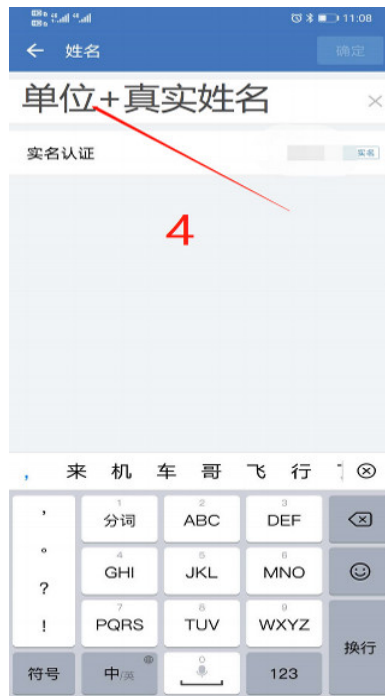 11:08
姓名 确定
单位+真实姓名
实名认证 实名
4
, 来 机 车 哥 飞 行
, 1 分词 2 ABC 3 DEF
。 4 GHI 5 JKL 6 MNO
?
! 7 PQRS 8 TUV 9 WXYZ 换行
符号 中/英 0 123